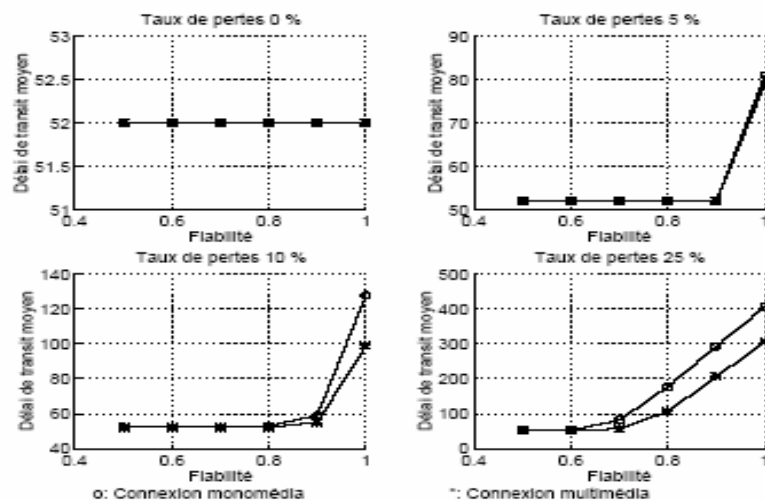 Taux de pertes 0 %
Délai de transit moyen
53
52.5
52
51.5
51
0.4 0.6 0.8 1
Fiabilité
Taux de pertes 5 %
Délai de transit moyen
90
80
70
60
50
0.4 0.6 0.8 1
Fiabilité
Taux de pertes 10 %
Délai de transit moyen
140
120
100
80
60
40
0.4 0.6 0.8 1
Fiabilité
Taux de pertes 25 %
Délai de transit moyen
500
400
300
200
100
0
0.4 0.6 0.8 1
Fiabilité
o: Connexion monomédia
*: Connexion multimédia